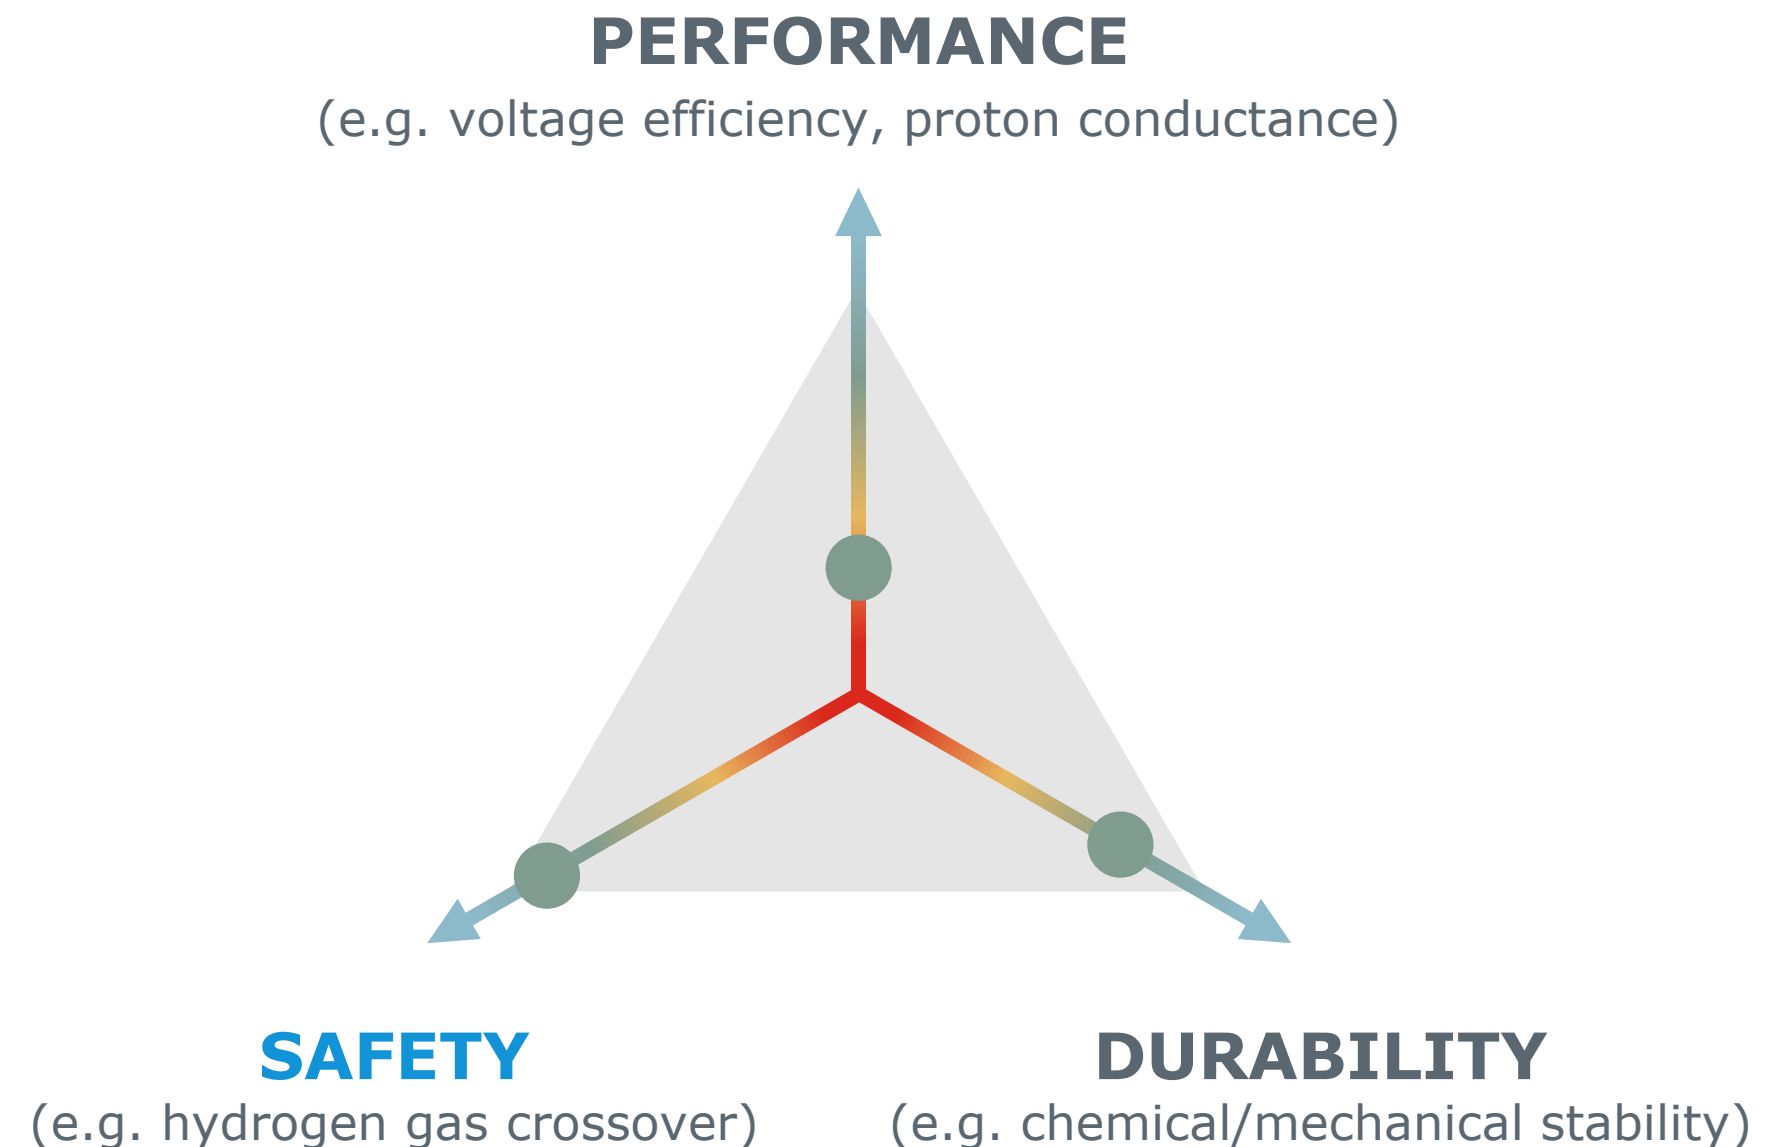 PERFORMANCE
(e.g. voltage efficiency, proton conductance)
SAFETY
(e.g. hydrogen gas crossover)
DURABILITY
(e.g. chemical/mechanical stability)